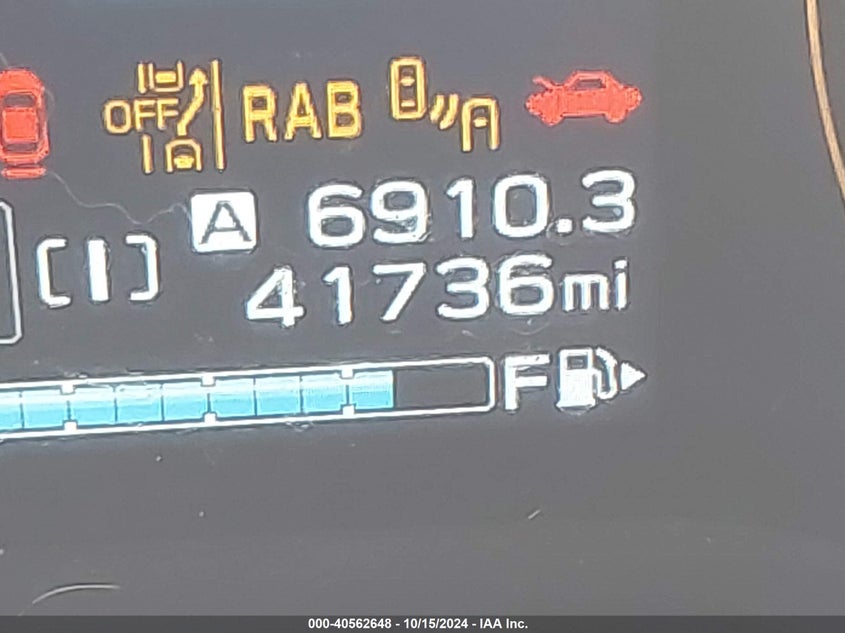 OFF RAB
A 6910.3
41736mi
F
000-40562648 - 10/15/2024 - IAA Inc.